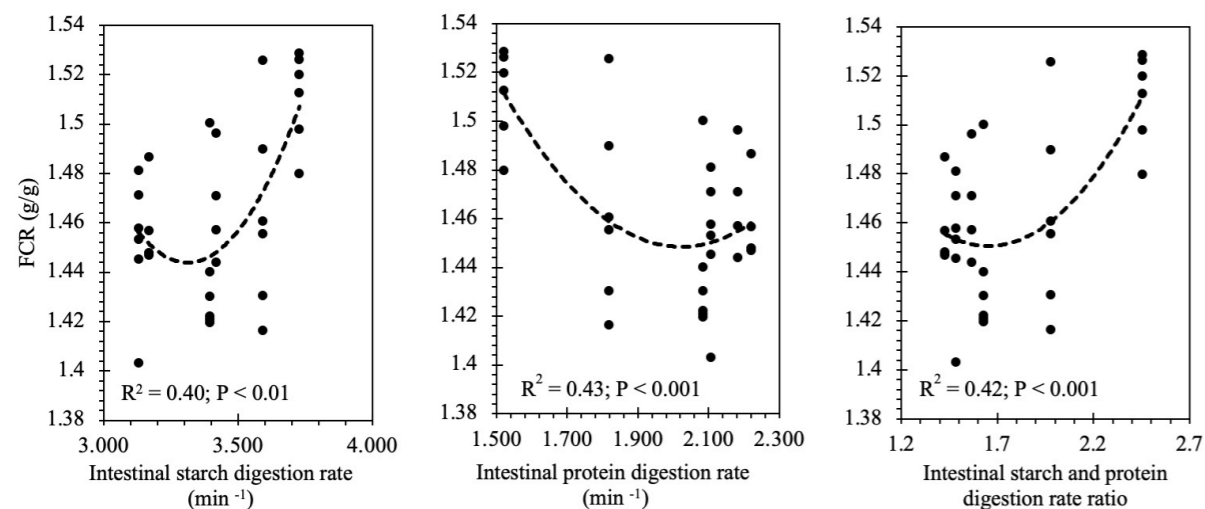 FCR (g/g)
1.54
1.52
1.5
1.48
1.46
1.44
1.42
1.4
1.38
R² = 0.40; P < 0.01
3.000 3.500 4.000
Intestinal starch digestion rate
(min -1)
1.54
1.52
1.5
1.48
1.46
1.44
1.42
1.4
1.38
R² = 0.43; P < 0.001
1.500 1.700 1.900 2.100 2.300
Intestinal protein digestion rate
(min -1)
1.54
1.52
1.5
1.48
1.46
1.44
1.42
1.4
1.38
R² = 0.42; P < 0.001
1.2 1.7 2.2 2.7
Intestinal starch and protein
digestion rate ratio